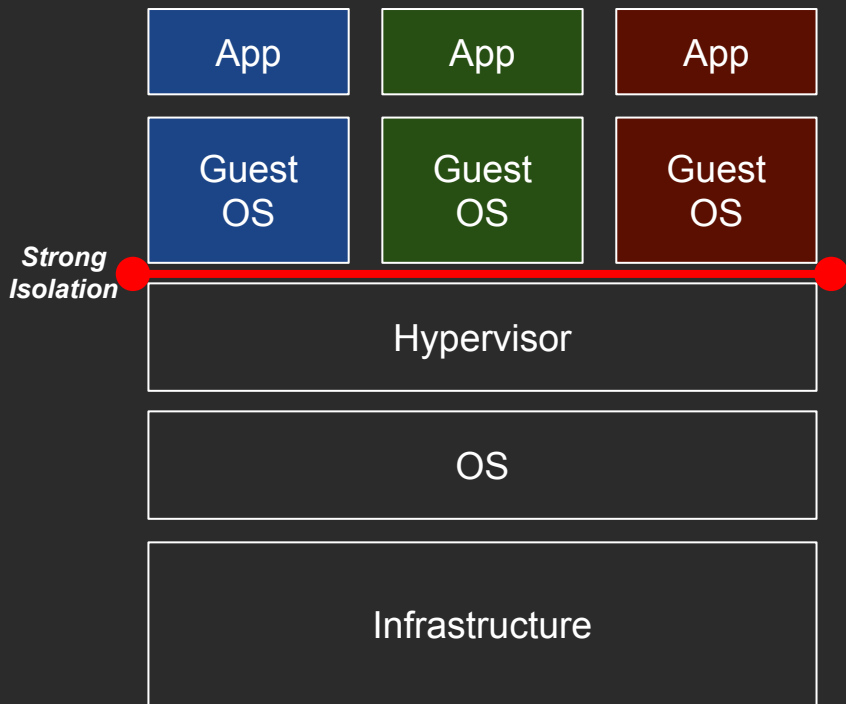 App
App
App
Guest
OS
Guest
OS
Guest
OS
Strong
Isolation
Hypervisor
OS
Infrastructure